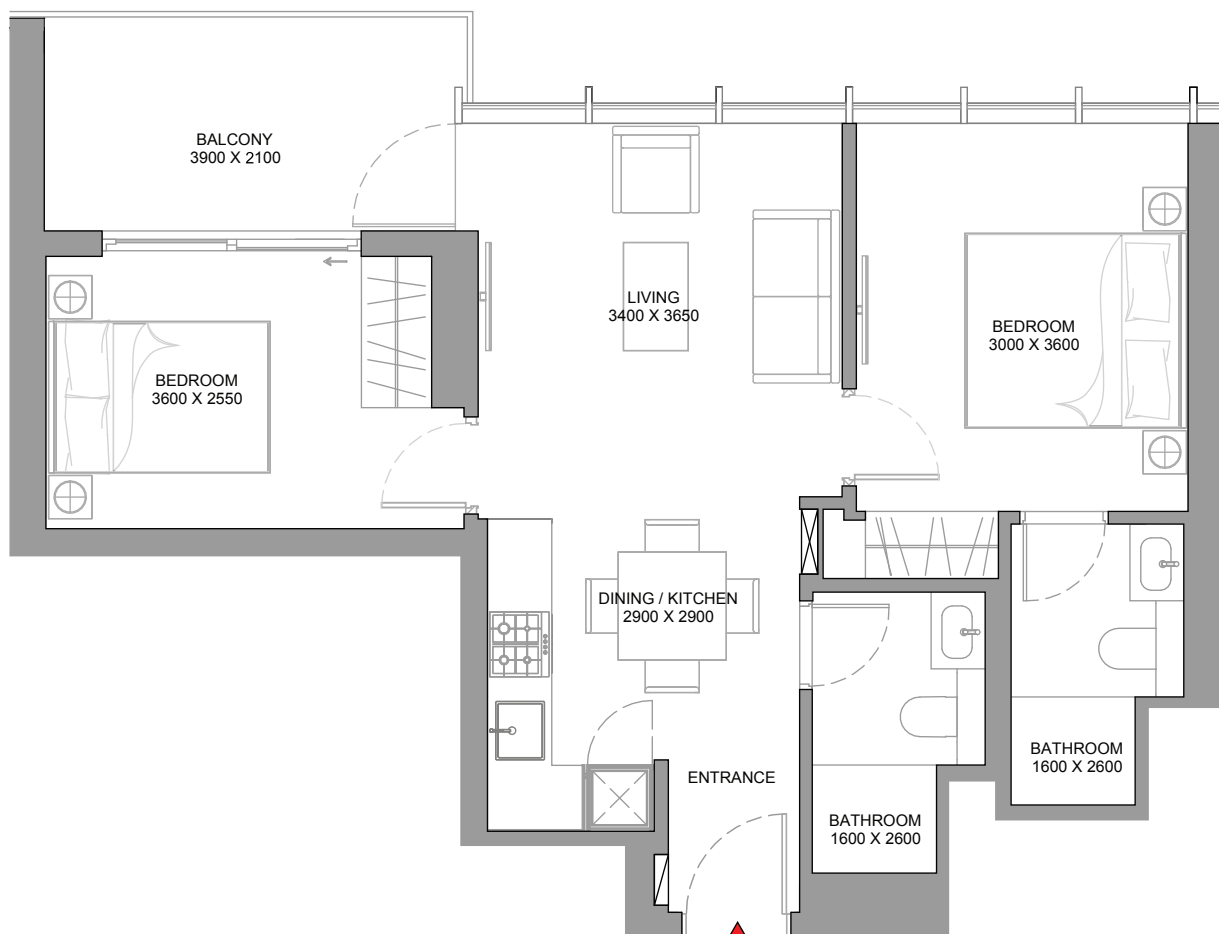 BALCONY
3900 X 2100
LIVING
3400 X 3650
BEDROOM
3000 X 3600
BEDROOM
3600 X 2550
DINING / KITCHEN
2900 X 2900
ENTRANCE
BATHROOM
1600 X 2600
BATHROOM
1600 X 2600